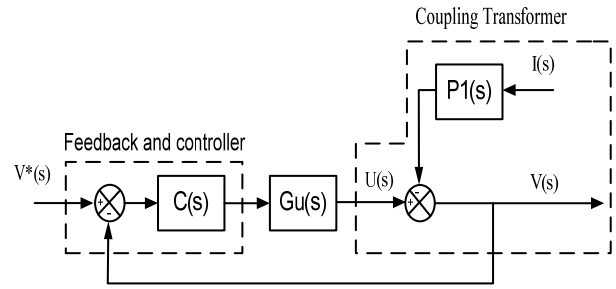 Coupling Transformer
I(s)
P1(s)
Feedback and controller
V*(s)
+
-
C(s)
Gu(s)
U(s)
-
+
V(s)